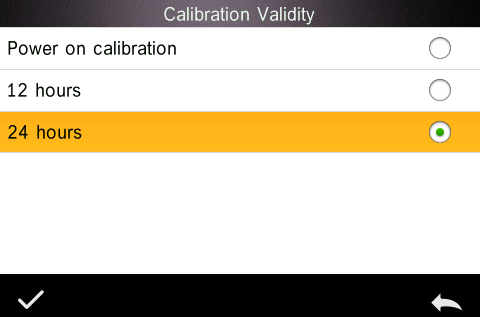 Calibration Validity
Power on calibration
12 hours
24 hours